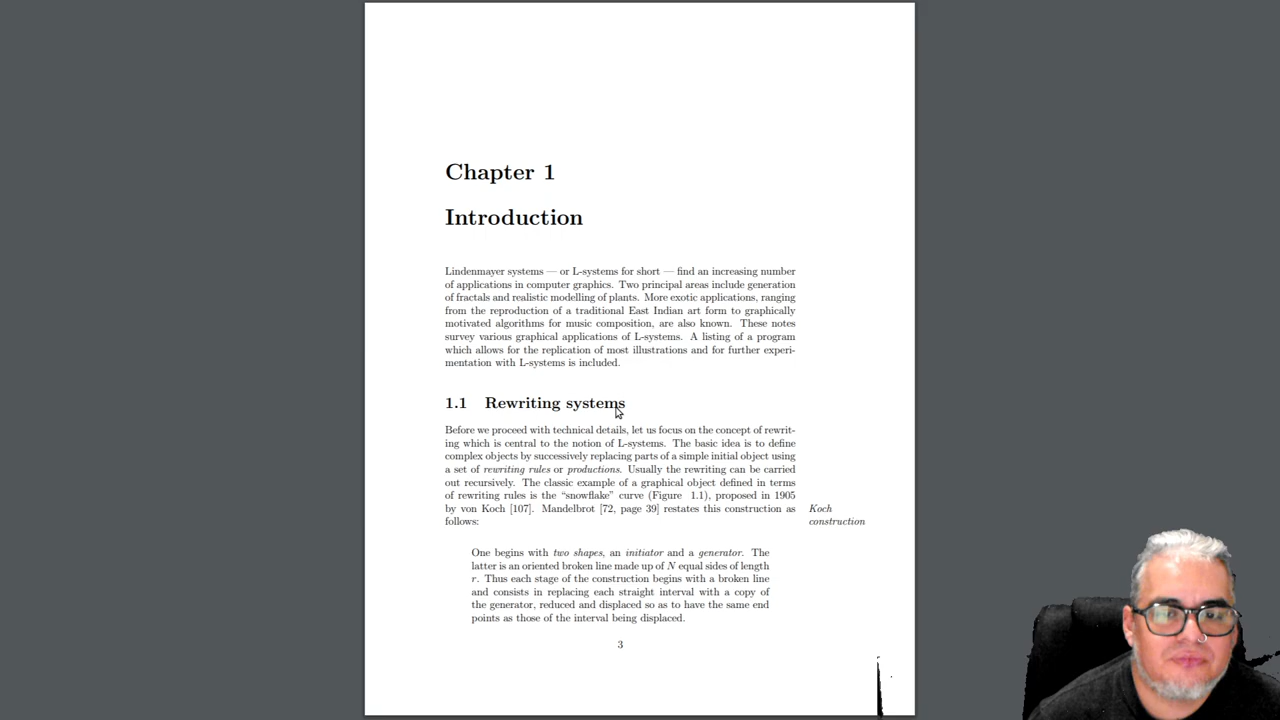 Chapter 1
Introduction
Lindenmayer systems — or L-systems for short — find an increasing number
of applications in computer graphics. Two principal areas include generation
of fractals and realistic modelling of plants. More exotic applications, ranging
from the reproduction of a traditional East Indian art form to graphically
motivated algorithms for music composition, are also known. These notes
survey various graphical applications of L-systems. A listing of a program
which allows for the replication of most illustrations and for further experi-
mentation with L-systems is included.
1.1 Rewriting systems
Before we proceed with technical details, let us focus on the concept of rewrit-
ing which is central to the notion of L-systems. The basic idea is to define
complex objects by successively replacing parts of a simple initial object using
a set of rewriting rules or productions. Usually the rewriting can be carried
out recursively. The classic example of a graphical object defined in terms
of rewriting rules is the “snowflake” curve (Figure 1.1), proposed in 1905
by von Koch [107]. Mandelbrot [72, page 39] restates this construction as
follows:
Koch
construction
One begins with two shapes, an initiator and a generator. The
latter is an oriented broken line made up of N equal sides of length
r. Thus each stage of the construction begins with a broken line
and consists in replacing each straight interval with a copy of
the generator, reduced and displaced so as to have the same end
points as those of the interval being displaced.
3